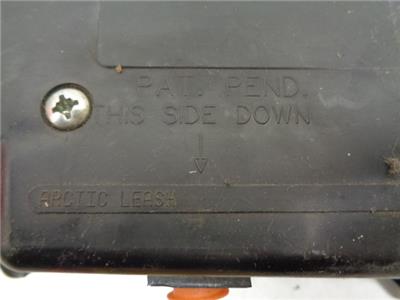 PAT. PEND.
THIS SIDE DOWN
ARCTIC LEASH